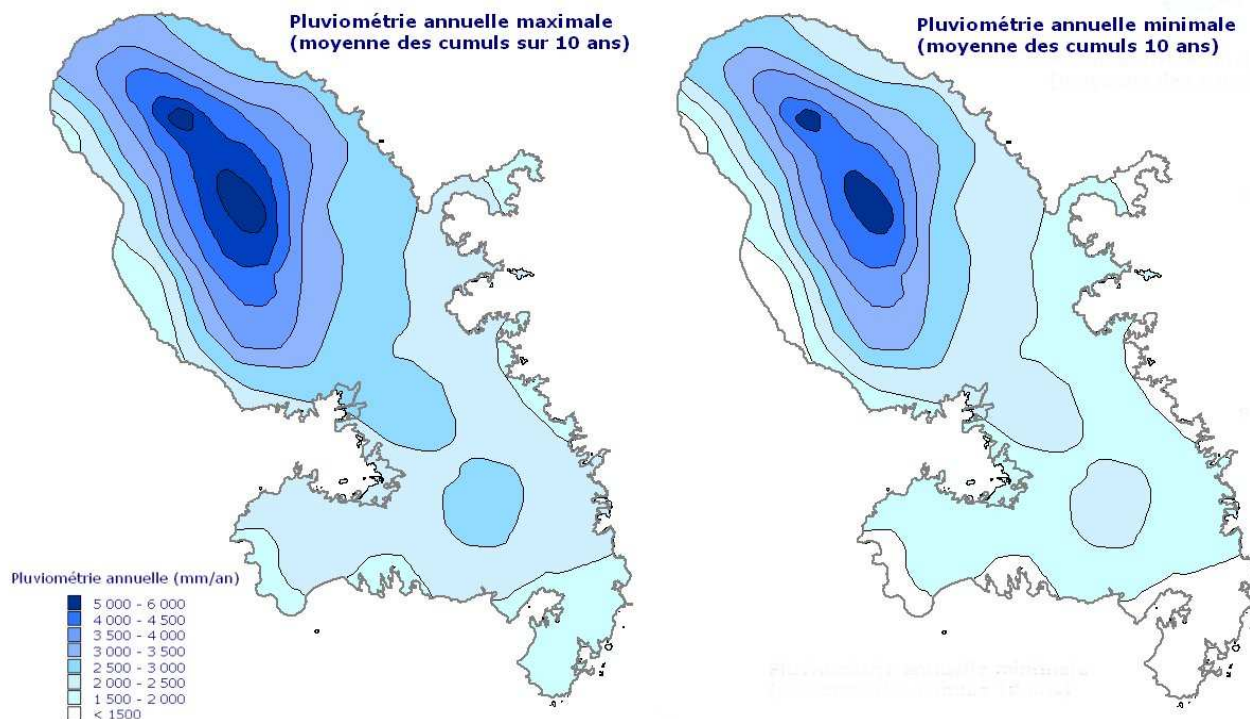 Pluviométrie annuelle maximale
(moyenne des cumuls sur 10 ans)
Pluviométrie annuelle minimale
(moyenne des cumuls 10 ans)
Pluviométrie annuelle (mm/an)
5 000 - 6 000
4 000 - 4 500
3 500 - 4 000
3 000 - 3 500
2 500 - 3 000
2 000 - 2 500
1 500 - 2 000
< 1500